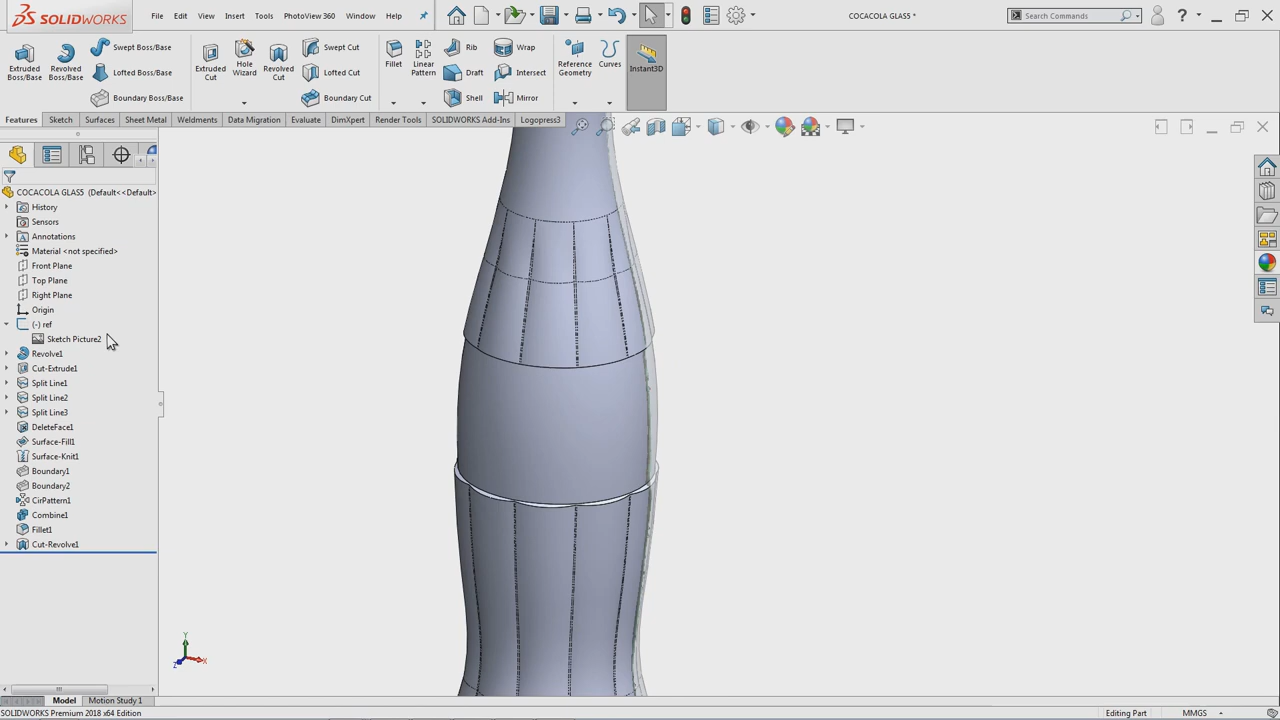 SOLIDWORKS
File
Edit
View
Insert
Tools
PhotoView 360
Window
Help
COCACOLA GLAS5 *
Search Commands
?
Extruded Boss/Base
Revolved Boss/Base
Swept Boss/Base
Lofted Boss/Base
Boundary Boss/Base
Extruded Cut
Hole Wizard
Revolved Cut
Swept Cut
Lofted Cut
Boundary Cut
Fillet
Linear Pattern
Rib
Draft
Shell
Wrap
Intersect
Mirror
Reference Geometry
Curves
Instant3D
Features
Sketch
Surfaces
Sheet Metal
Weldments
Data Migration
Evaluate
DimXpert
Render Tools
SOLIDWORKS Add-Ins
Logopress3
COCACOLA GLAS5 (Default<<Default>
History
Sensors
Annotations
Material <not specified>
Front Plane
Top Plane
Right Plane
Origin
(-) ref
Sketch Picture2
Revolve1
Cut-Extrude1
Split Line1
Split Line2
Split Line3
DeleteFace1
Surface-Fill1
Surface-Knit1
Boundary1
Boundary2
CirPattern1
Combine1
Fillet1
Cut-Revolve1
Y
X
Z
Model
Motion Study 1
SOLIDWORKS Premium 2018 x64 Edition
Editing Part
MMGS